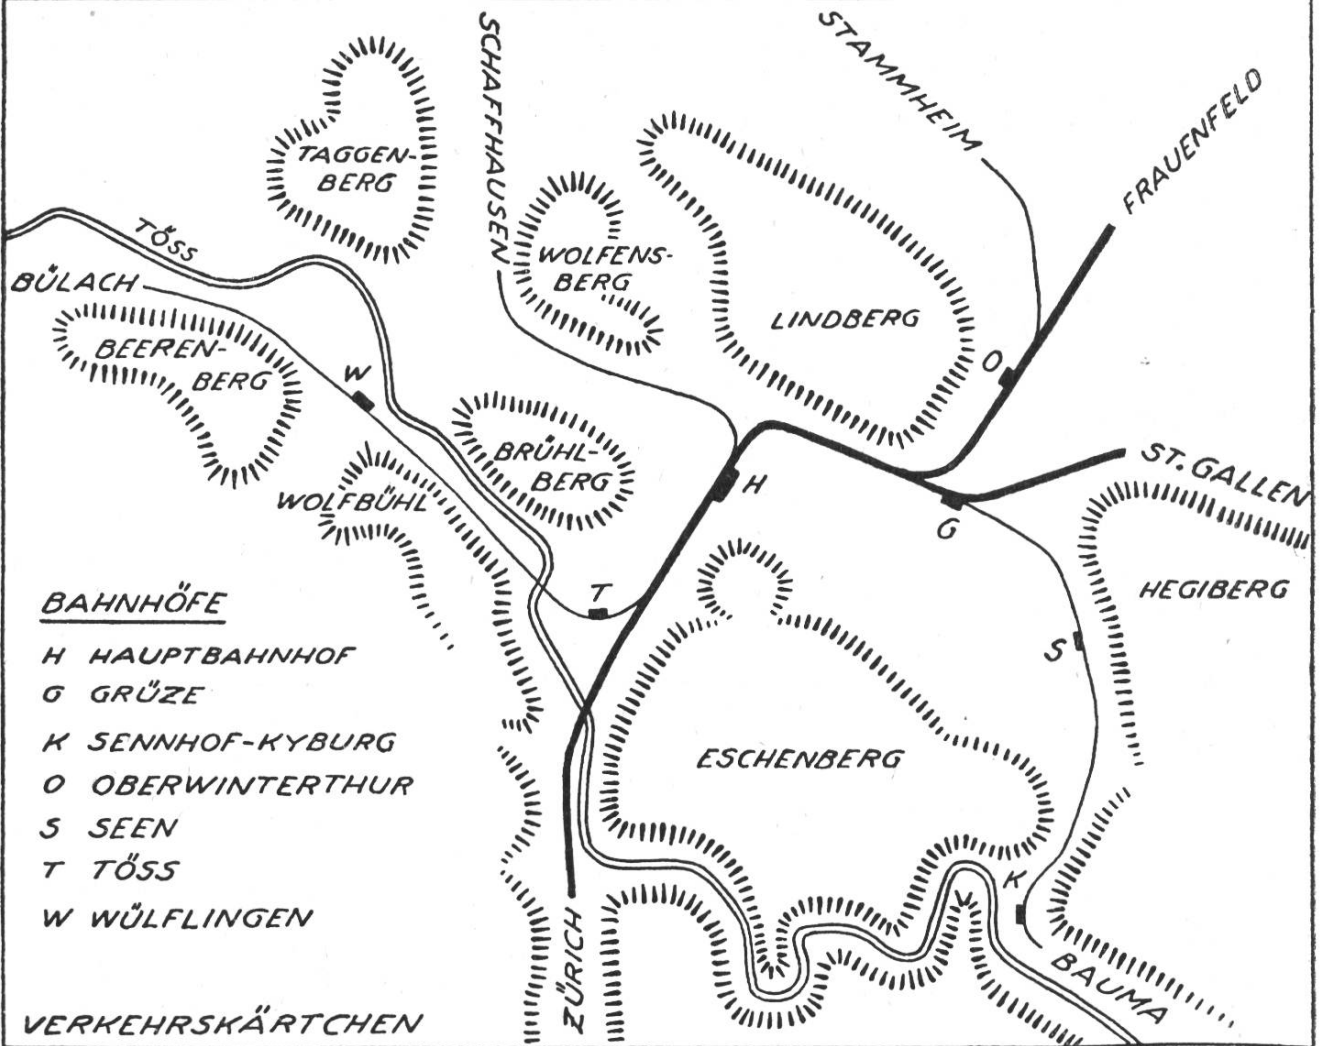 SCHAFFHAUSEN
STAMMHEIM
FRAUENFELD
TAGGEN-
BERG
TÖSS
WOLFENS-
BERG
BÜLACH
LINDBERG
BEEREN-
BERG
W
O
BRÜHL-
BERG
H
ST. GALLEN
WOLFBÜHL
G
HEGIBERG
T
S
BAHNHÖFE
H HAUPTBAHNHOF
G GRÜZE
K SENNHOF-KYBURG
O OBERWINTERTHUR
S SEEN
T TÖSS
W WÜLFLINGEN
ESCHENBERG
K
ZÜRICH
BAUMA
VERKEHRSKÄRTCHEN